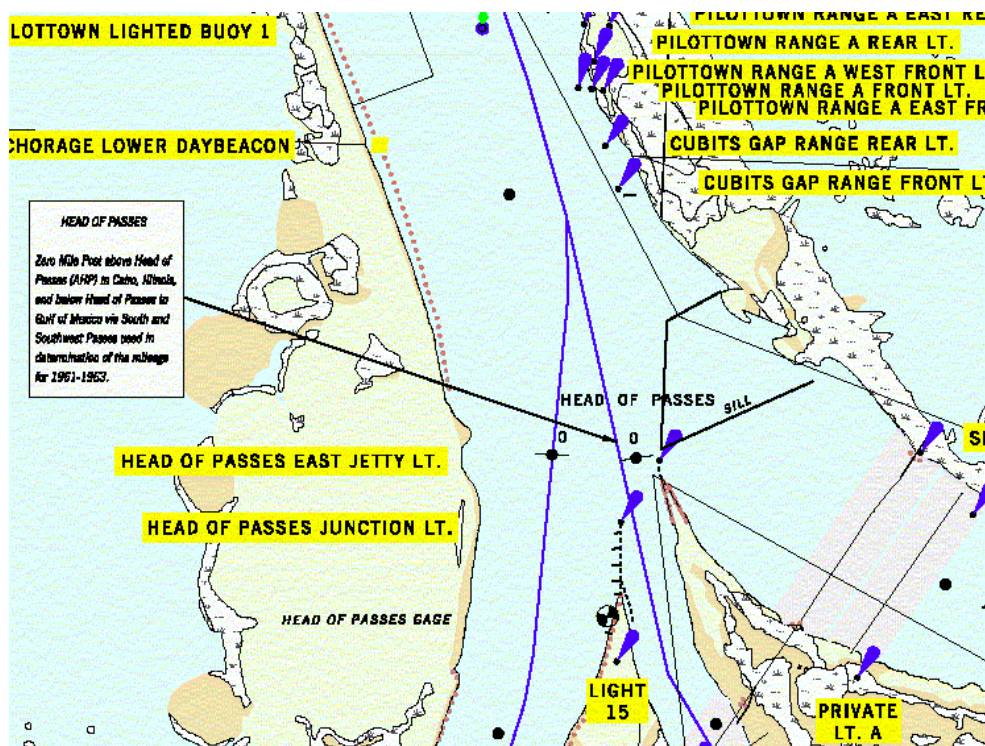 PILOTTOWN RANGE A EAST RE
LOTTOWN LIGHTED BUOY 1
PILOTTOWN RANGE A REAR LT.
PILOTTOWN RANGE A WEST FRONT L
PILOTTOWN RANGE A FRONT LT.
PILOTTOWN RANGE A EAST FR
CHORAGE LOWER DAYBEACON
CUBITS GAP RANGE REAR LT.
CUBITS GAP RANGE FRONT LT
HEAD OF PASSES
Zero Mile Post above Head of
Passes (AHP) to Cairo, Illinois,
and below Head of Passes to
Gulf of Mexico via South and
Southwest Passes used in
determination of the mileage
for 1961-1963.
HEAD OF PASSES
SILL
0
0
S
HEAD OF PASSES EAST JETTY LT.
HEAD OF PASSES JUNCTION LT.
HEAD OF PASSES GAGE
LIGHT
15
PRIVATE
LT. A